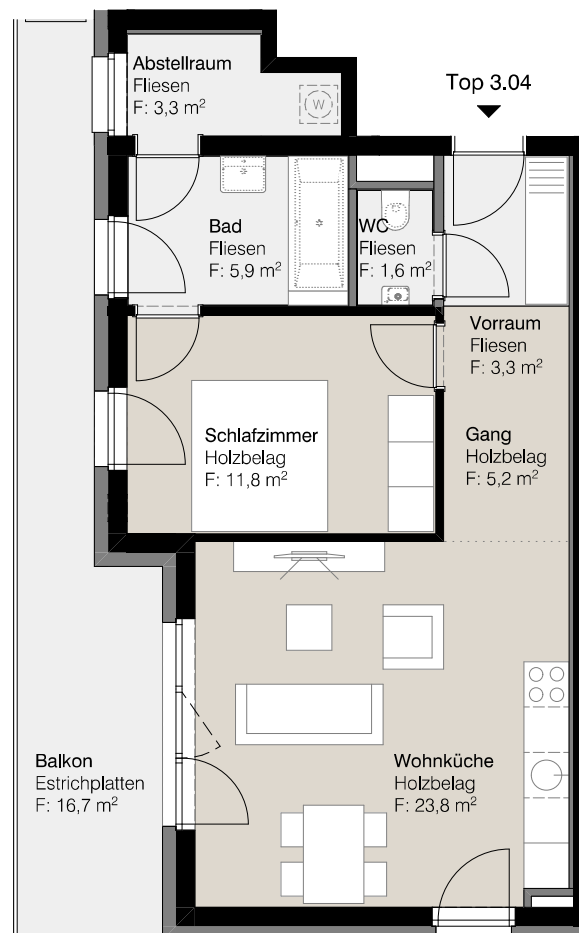 Abstellraum
Fliesen
F: 3,3 m²
W
Top 3.04
Bad
Fliesen
F: 5,9 m²
WC
Fliesen
F: 1,6 m²
Vorraum
Fliesen
F: 3,3 m²
Schlafzimmer
Holzbelag
F: 11,8 m²
Gang
Holzbelag
F: 5,2 m²
Balkon
Estrichplatten
F: 16,7 m²
Wohnküche
Holzbelag
F: 23,8 m²